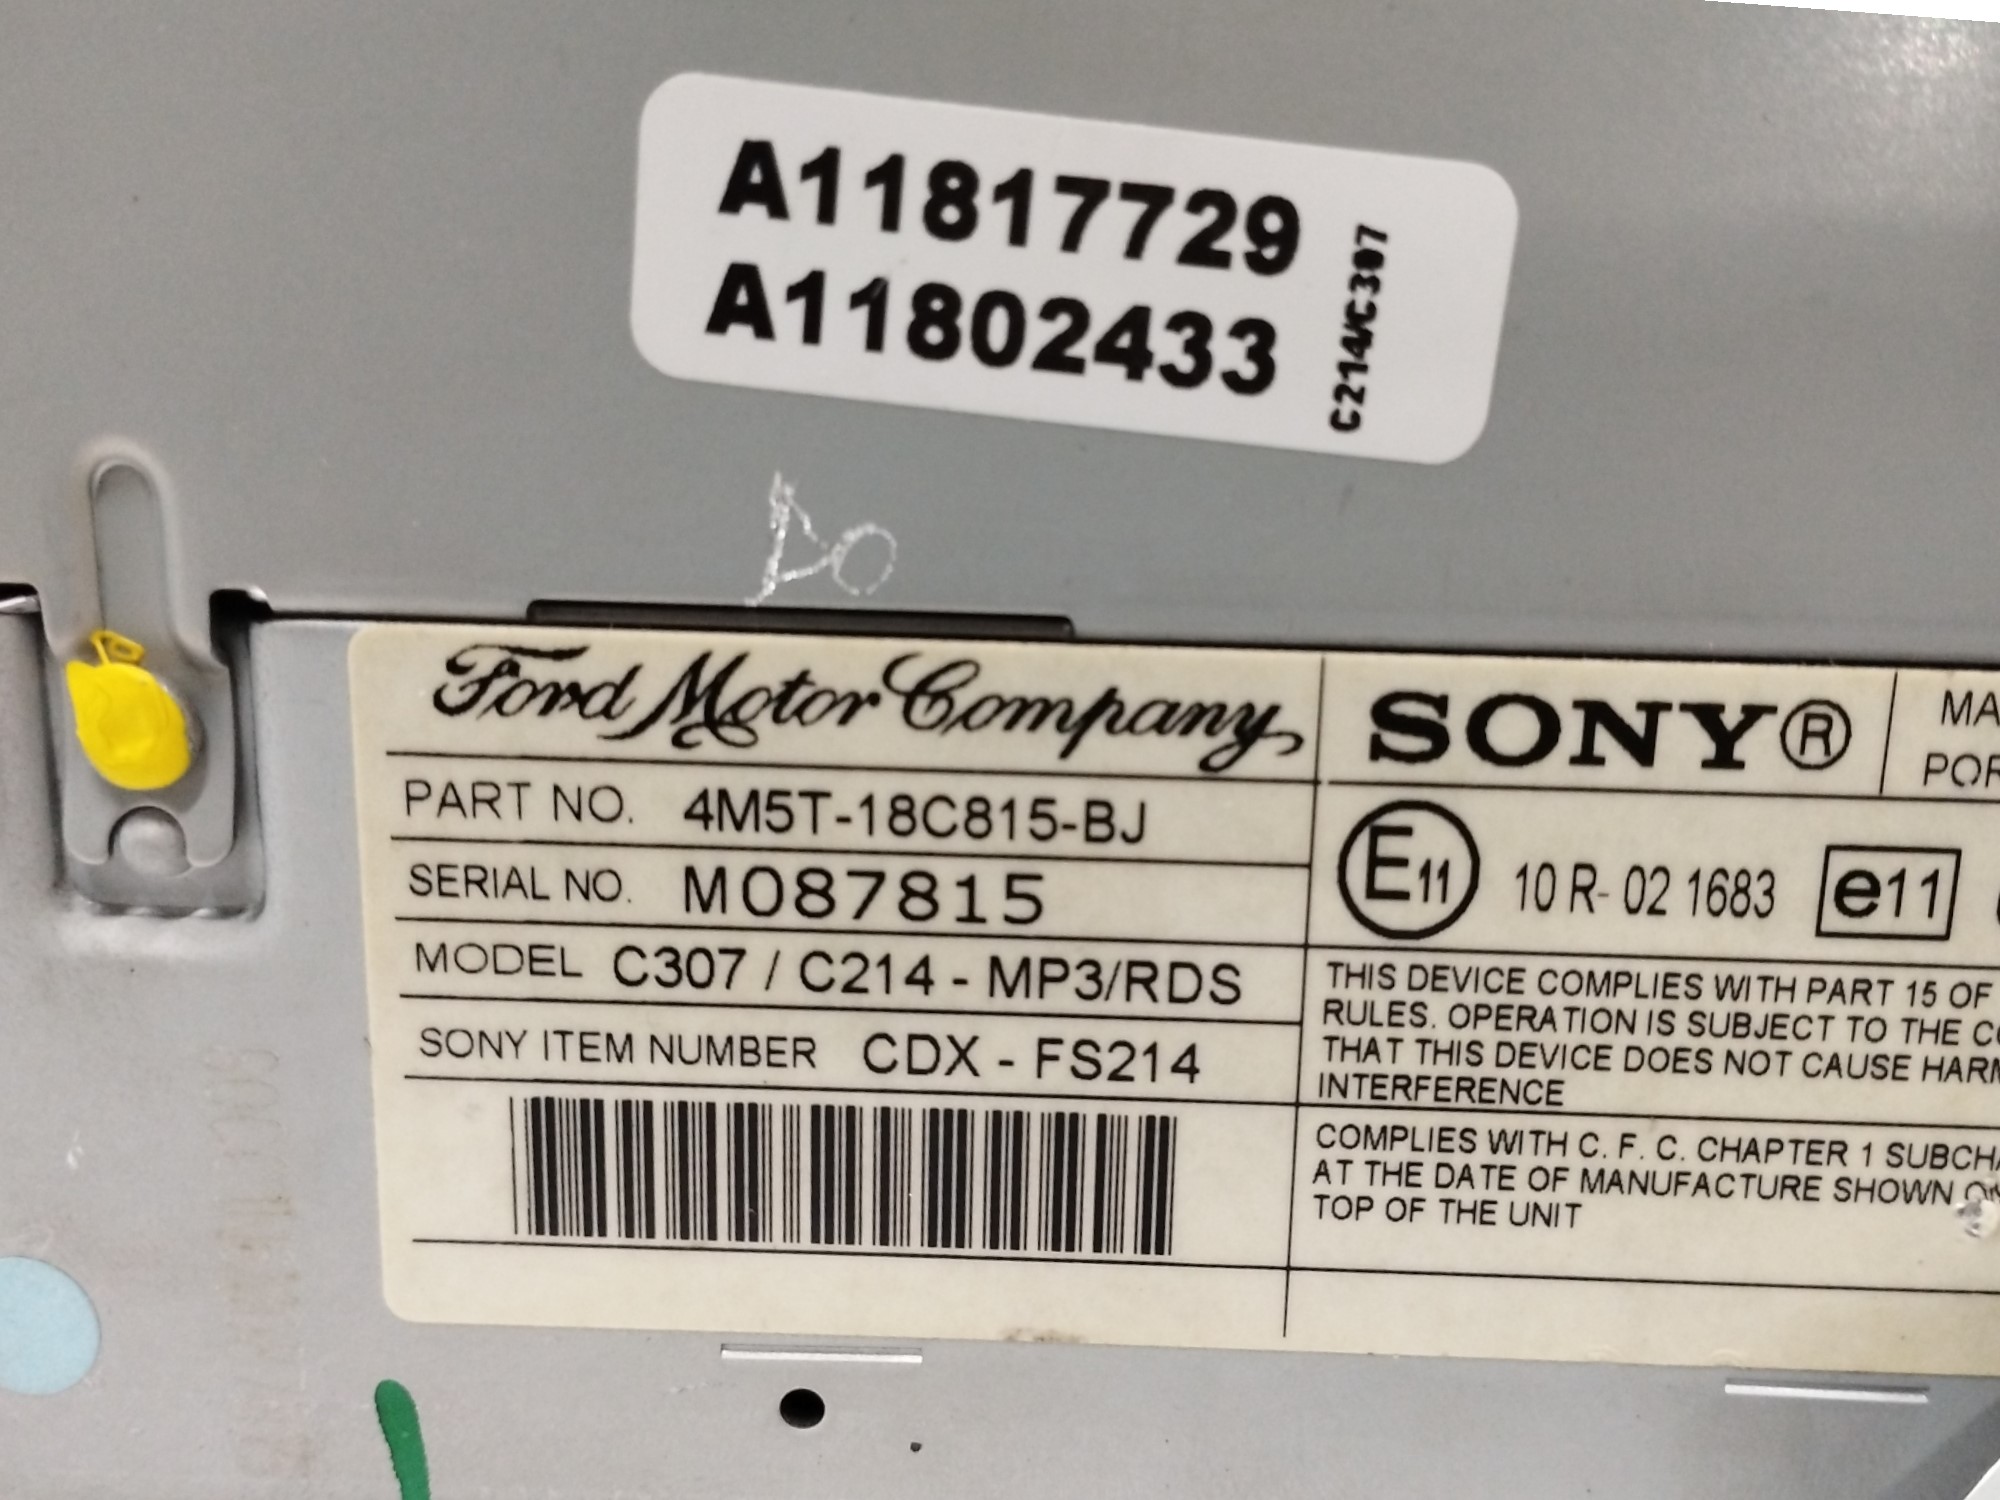 A11817729
A11802433
C214/C307
Ford Motor Company
PART NO. 4M5T-18C815-BJ
SERIAL NO. M087815
MODEL C307 / C214 - MP3/RDS
SONY ITEM NUMBER CDX - FS214
SONY®
E11 10 R- 02 1683 e11
THIS DEVICE COMPLIES WITH PART 15 OF
RULES. OPERATION IS SUBJECT TO THE
THAT THIS DEVICE DOES NOT CAUSE
INTERFERENCE
COMPLIES WITH C. F. C. CHAPTER 1
AT THE DATE OF MANUFACTURE SHOWN
TOP OF THE UNIT